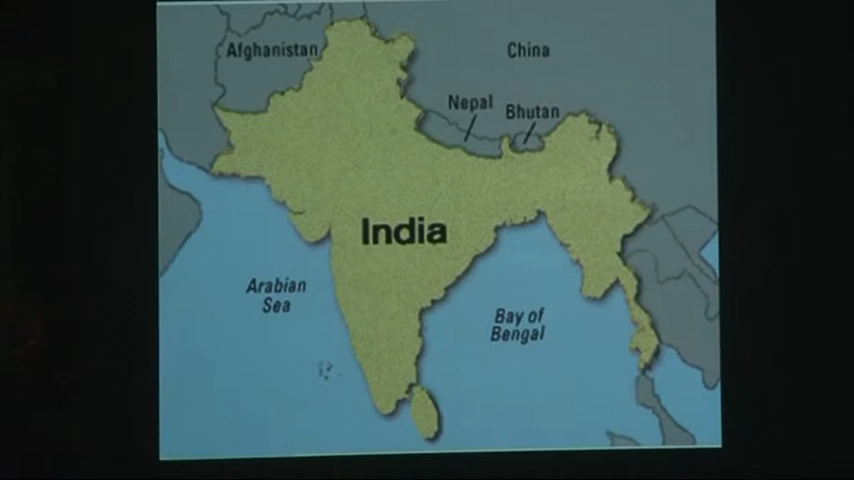 Afghanistan
China
Nepal
Bhutan
India
Arabian
Sea
Bay of
Bengal